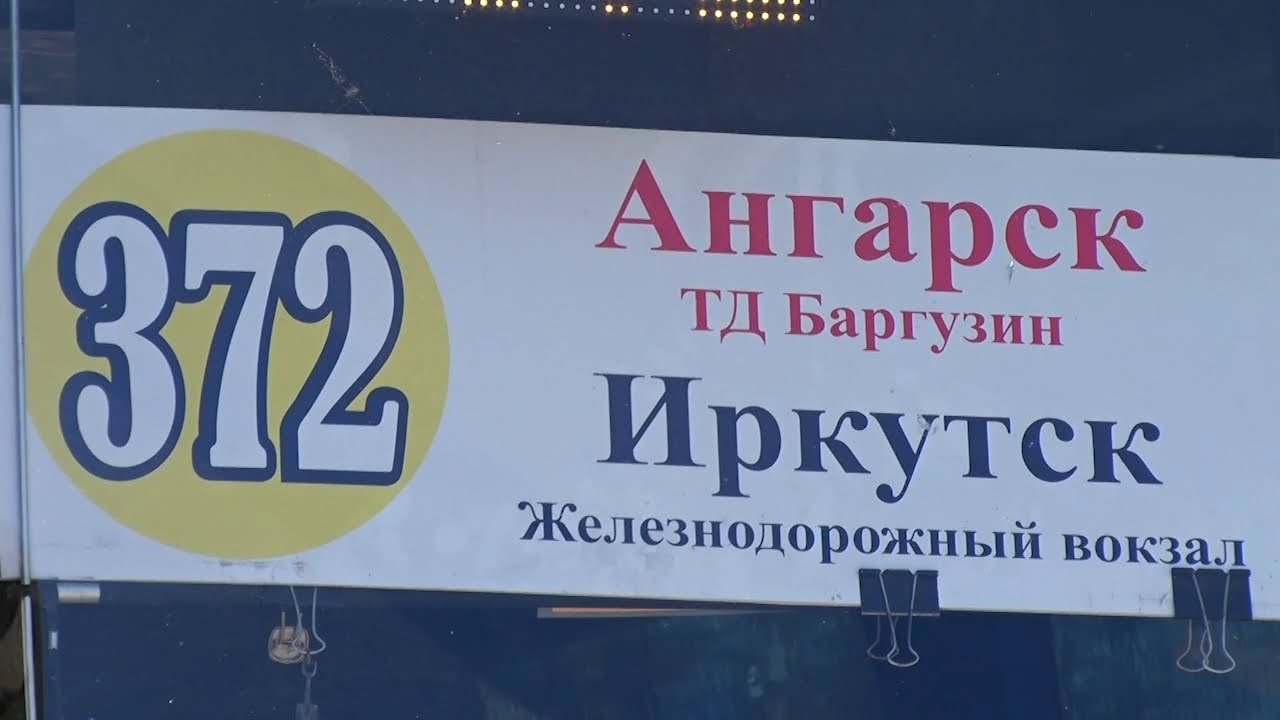 372
Ангарск
ТД Баргузин
Иркутск
Железнодорожный вокзал